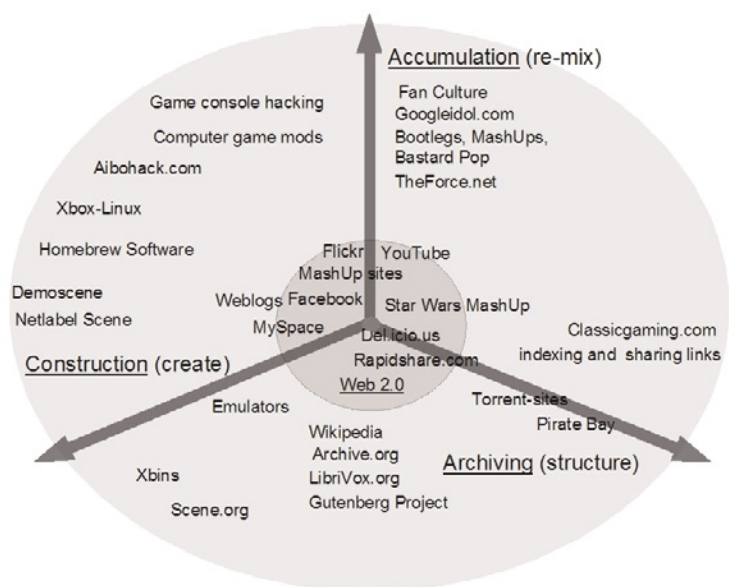 Accumulation (re-mix)
Fan Culture
Googleidol.com
Bootlegs, MashUps,
Bastard Pop
TheForce.net
Game console hacking
Computer game mods
Aibohack.com
Xbox-Linux
Homebrew Software
Demoscene
Netlabel Scene
Construction (create)
Flickr
YouTube
MashUp sites
Weblogs
Facebook
Star Wars MashUp
MySpace
Del.icio.us
Rapidshare.com
Web 2.0
Classicgaming.com
indexing and sharing links
Torrent-sites
Pirate Bay
Archiving (structure)
Emulators
Wikipedia
Archive.org
LibriVox.org
Gutenberg Project
Xbins
Scene.org